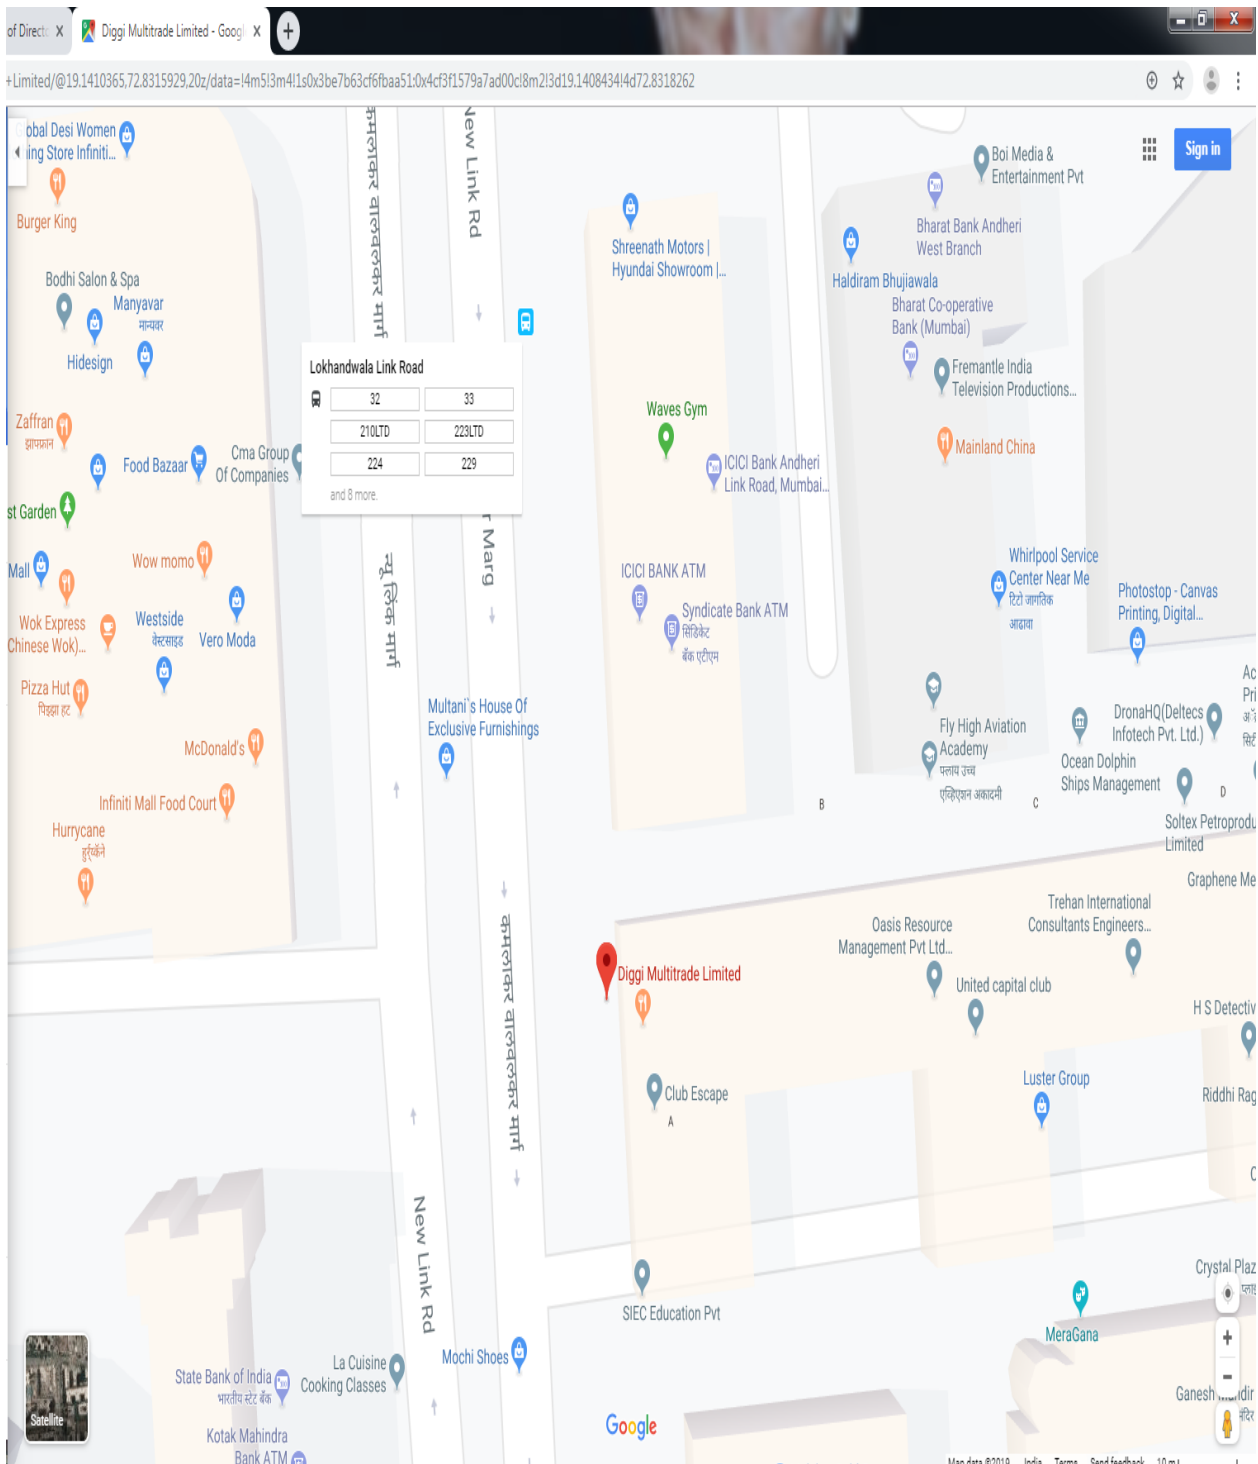 of Direct
Diggi Multitrade Limited - Googl
+Limited/@19.1410365,72.8315929,20z/data=!4m5!3m4!1s0x3be7b63cf6fbaa51:0x4cf3f1579a7ad00c!8m2!3d19.1408434!4d72.8318262
Sign in
obal Desi Women
ing Store Infiniti...
Burger King
Bodhi Salon & Spa
Manyavar
मान्यवर
Hidesign
Zaffran
झाफ्रान
Food Bazaar
Cma Group
Of Companies
st Garden
Mall
Wow momo
Wok Express
Chinese Wok)...
Westside
वेस्टसाइड
Vero Moda
Pizza Hut
पिझ्झा हट
McDonald's
Infiniti Mall Food Court
Hurrycane
हुर्र्यकेने
कमलाकर वालवलकर मार्ग
New Link Rd
Lokhandwala Link Road
32
33
210LTD
223LTD
224
229
and 8 more.
r Marg
न्यू लिंक मार्ग
Multani`s House Of
Exclusive Furnishings
कमलाकर वालवलकर मार्ग
New Link Rd
Shreenath Motors |
Hyundai Showroom |...
Waves Gym
ICICI Bank Andheri
Link Road, Mumbai...
ICICI BANK ATM
Syndicate Bank ATM
सिंडिकेट
बँक एटीएम
Boi Media &
Entertainment Pvt
Bharat Bank Andheri
West Branch
Haldiram Bhujiawala
Bharat Co-operative
Bank (Mumbai)
Fremantle India
Television Productions...
Mainland China
Whirlpool Service
Center Near Me
टिटो जागतिक
आढावा
Photostop - Canvas
Printing, Digital...
Fly High Aviation
Academy
फ्लाय उच्च
एव्हिएशन अकादमी
DronaHQ(Deltecs
Infotech Pvt. Ltd.)
Ac
Pri
Ocean Dolphin
Ships Management
B
C
D
Soltex Petroprodu
Limited
Graphene Me
Trehan International
Consultants Engineers...
Oasis Resource
Management Pvt Ltd...
Diggi Multitrade Limited
United capital club
H S Detectiv
Luster Group
Riddhi Rag
Club Escape
A
SIEC Education Pvt
Crystal Plaz
MeraGana
Mochi Shoes
La Cuisine
Cooking Classes
State Bank of India
भारतीय स्टेट बँक
Kotak Mahindra
Bank ATM
Satellite
Google
Ganesh
ndir
Map data ©2019
India
Terms
Send feedback
10 m